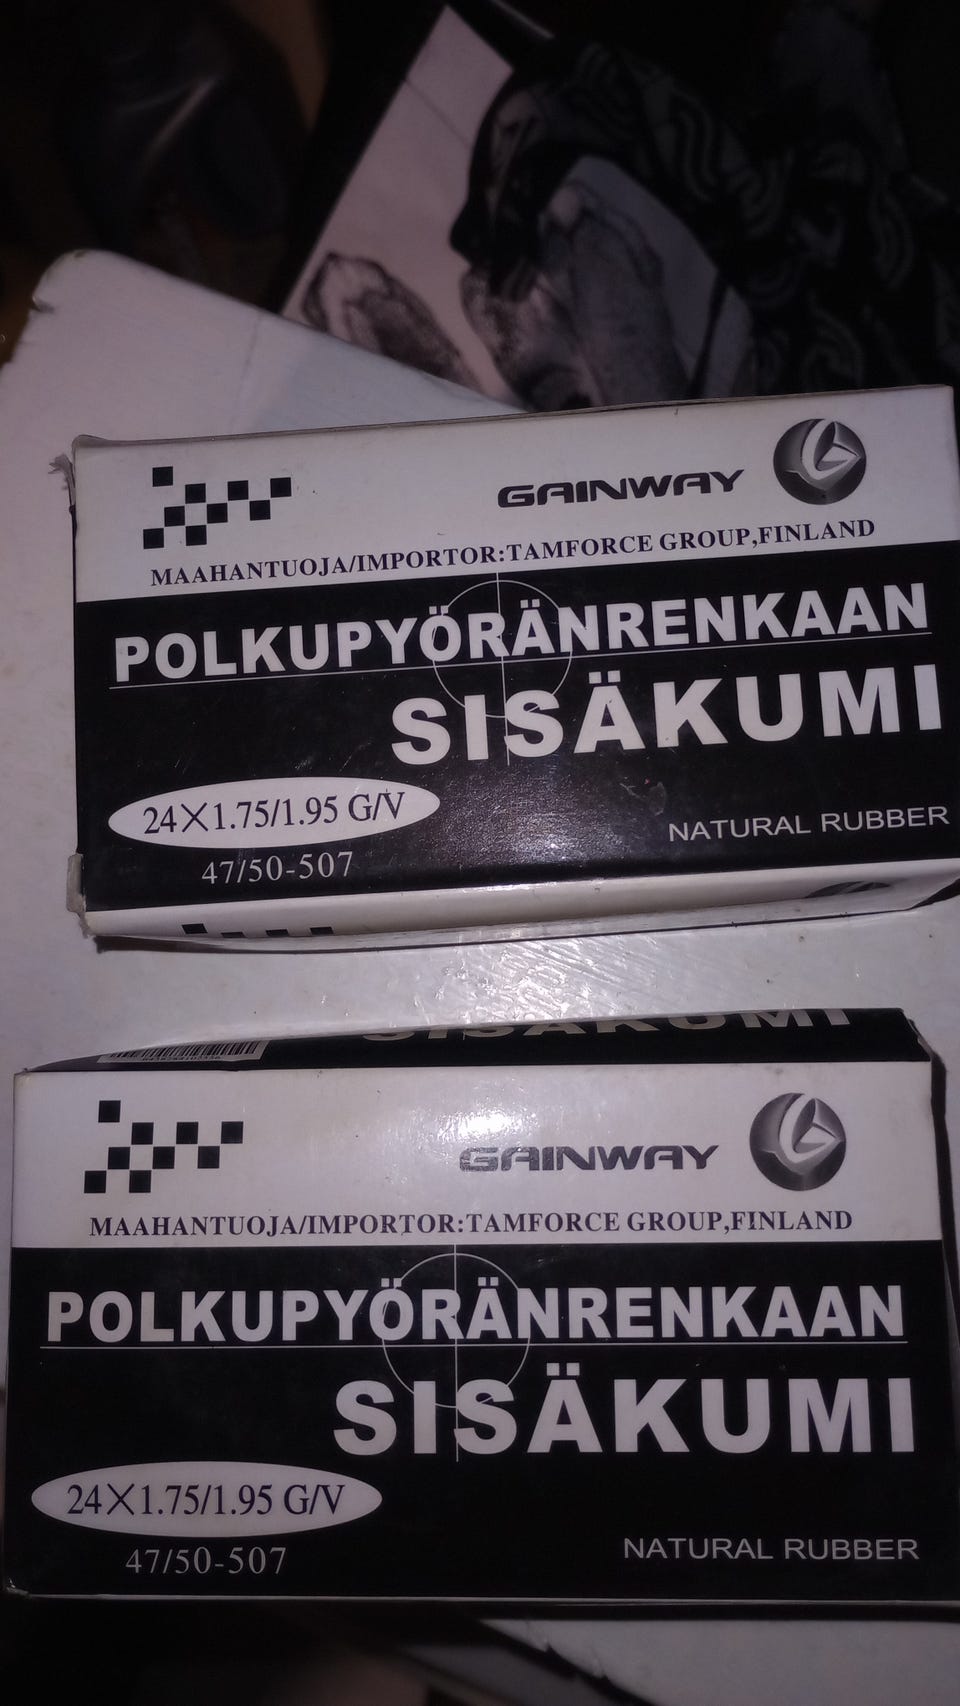 GAINWAY
MAAHANTUOJA/IMPORTOR:TAMFORCE GROUP,FINLAND
POLKUPYÖRÄNRENKAAN
SISÄKUMI
24X1.75/1.95 G/V
NATURAL RUBBER
47/50-507
SISÄKUMI
GAINWAY
MAAHANTUOJA/IMPORTOR:TAMFORCE GROUP,FINLAND
POLKUPYÖRÄNRENKAAN
SISÄKUMI
24X1.75/1.95 G/V
NATURAL RUBBER
47/50-507